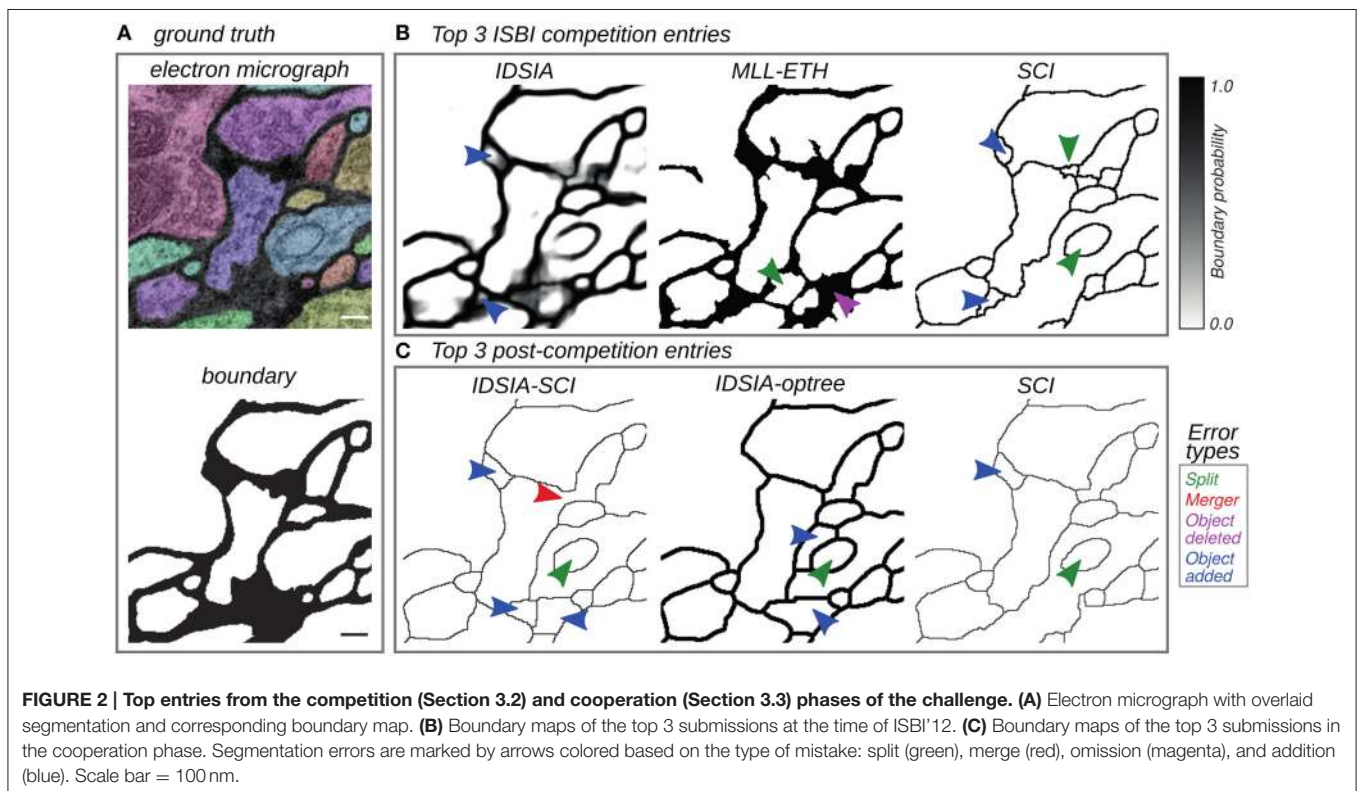 A ground truth
electron micrograph
boundary
B Top 3 ISBI competition entries
IDSIA
MLL-ETH
SCI
1.0
Boundary probability
0.0
C Top 3 post-competition entries
IDSIA-SCI
IDSIA-optree
SCI
Error
types
Split
Merger
Object
deleted
Object
added
FIGURE 2 | Top entries from the competition (Section 3.2) and cooperation (Section 3.3) phases of the challenge. (A) Electron micrograph with overlaid
segmentation and corresponding boundary map. (B) Boundary maps of the top 3 submissions at the time of ISBI'12. (C) Boundary maps of the top 3 submissions in
the cooperation phase. Segmentation errors are marked by arrows colored based on the type of mistake: split (green), merge (red), omission (magenta), and addition
(blue). Scale bar = 100 nm.